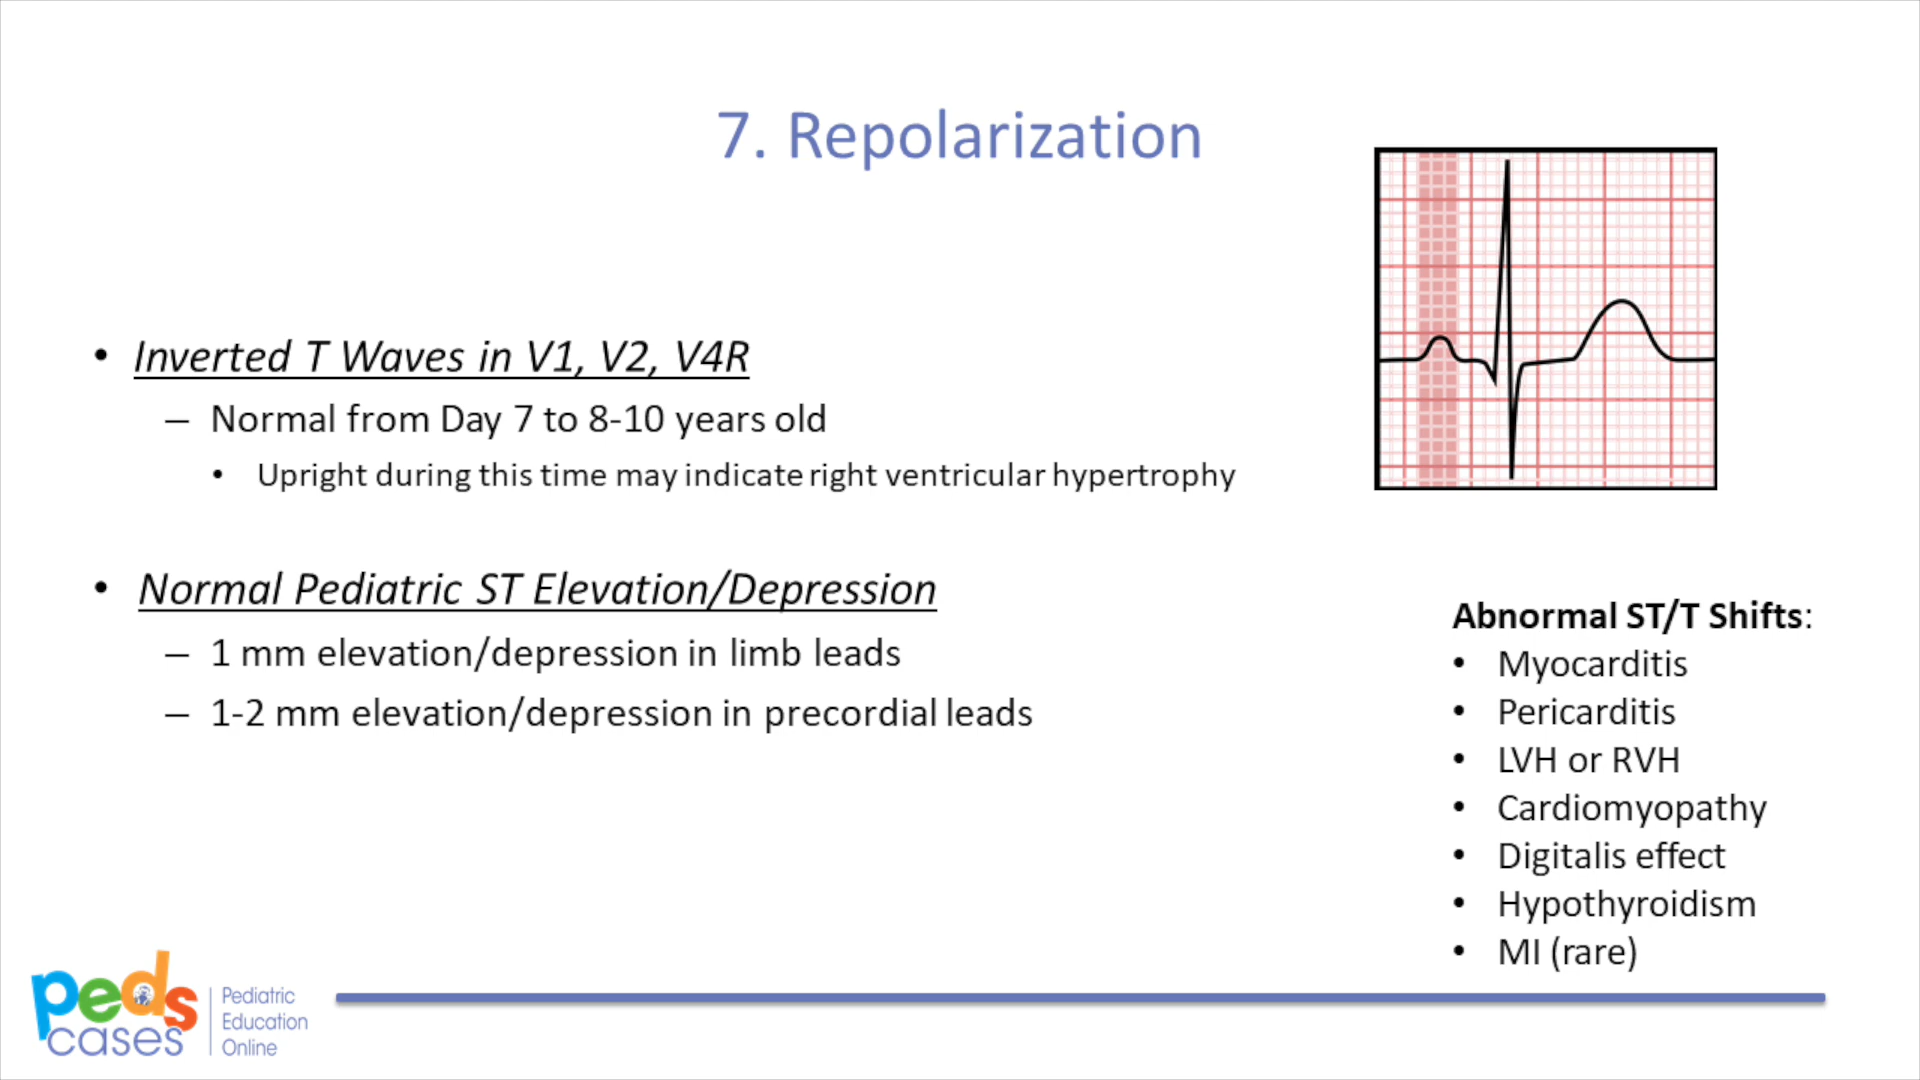 7. Repolarization
• Inverted T Waves in V1, V2, V4R
– Normal from Day 7 to 8-10 years old
• Upright during this time may indicate right ventricular hypertrophy
• Normal Pediatric ST Elevation/Depression
– 1 mm elevation/depression in limb leads
– 1-2 mm elevation/depression in precordial leads
Abnormal ST/T Shifts:
• Myocarditis
• Pericarditis
• LVH or RVH
• Cardiomyopathy
• Digitalis effect
• Hypothyroidism
• MI (rare)
peds
cases
Pediatric
Education
Online